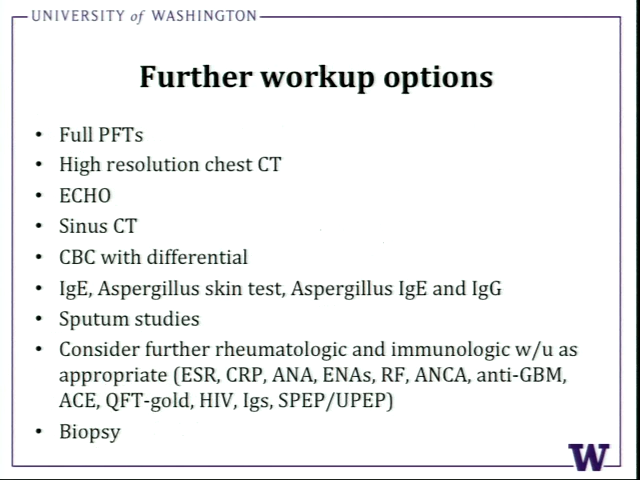 UNIVERSITY of WASHINGTON
Further workup options
• Full PFTs
• High resolution chest CT
• ECHO
• Sinus CT
• CBC with differential
• IgE, Aspergillus skin test, Aspergillus IgE and IgG
• Sputum studies
• Consider further rheumatologic and immunologic w/u as
appropriate (ESR, CRP, ANA, ENAs, RF, ANCA, anti-GBM,
ACE, QFT-gold, HIV, Igs, SPEP/UPEP)
• Biopsy
W